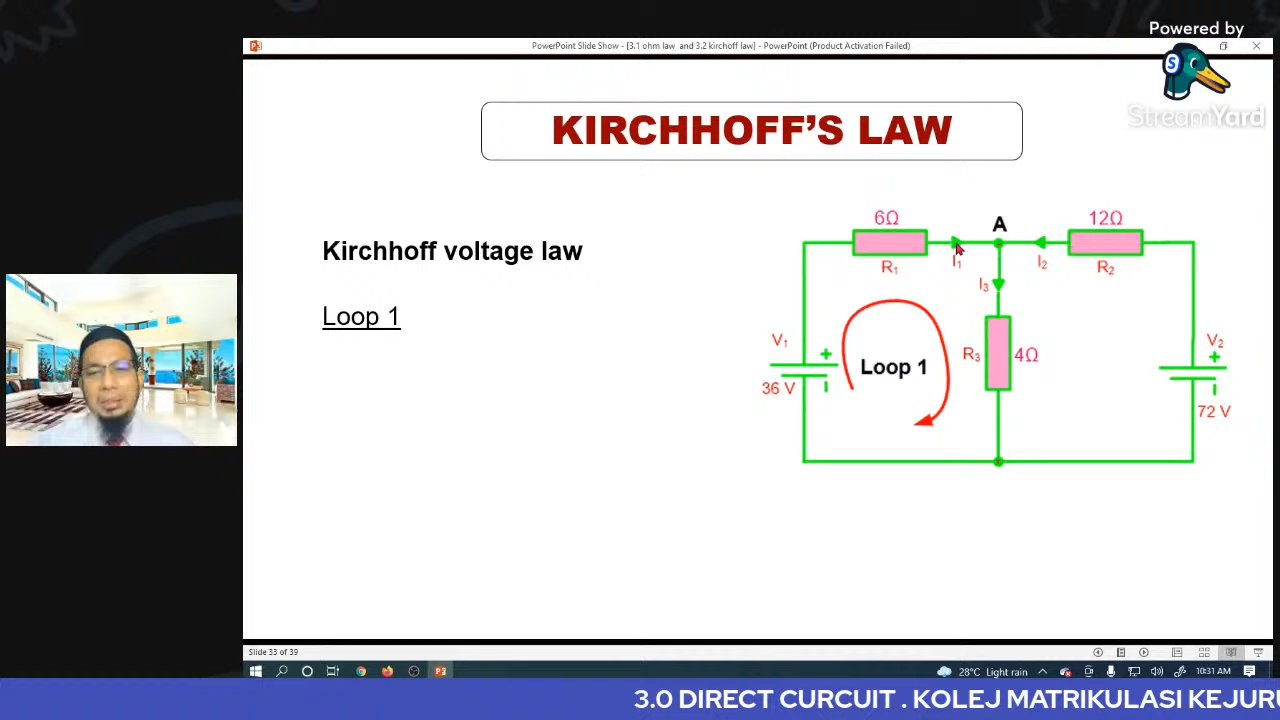 Powered by
StreamYard
PowerPoint Slide Show - [3.1 ohm law and 3.2 kirchoff law] - PowerPoint (Product Activation Failed)
KIRCHHOFF'S LAW
Kirchhoff voltage law
Loop 1
6Ω
A
12Ω
R₁
I₁
I₂
R₂
I₃
V₁
+
36 V
Loop 1
R₃
4Ω
V₂
+
72 V
Slide 33 of 39
28°C Light rain
10:31 AM
3.0 DIRECT CURCUIT . KOLEJ MATRIKULASI KEJURU